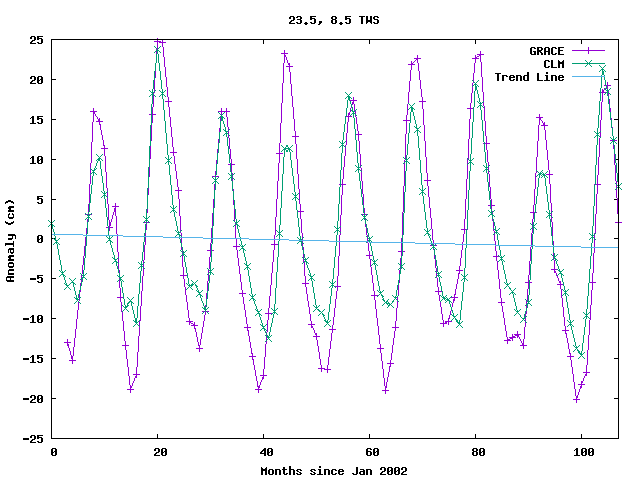 23.5, 8.5 TWS
GRACE
CLM
Trend Line
25
20
15
10
5
0
-5
-10
-15
-20
-25
Anomaly (cm)
0 20 40 60 80 100
Months since Jan 2002